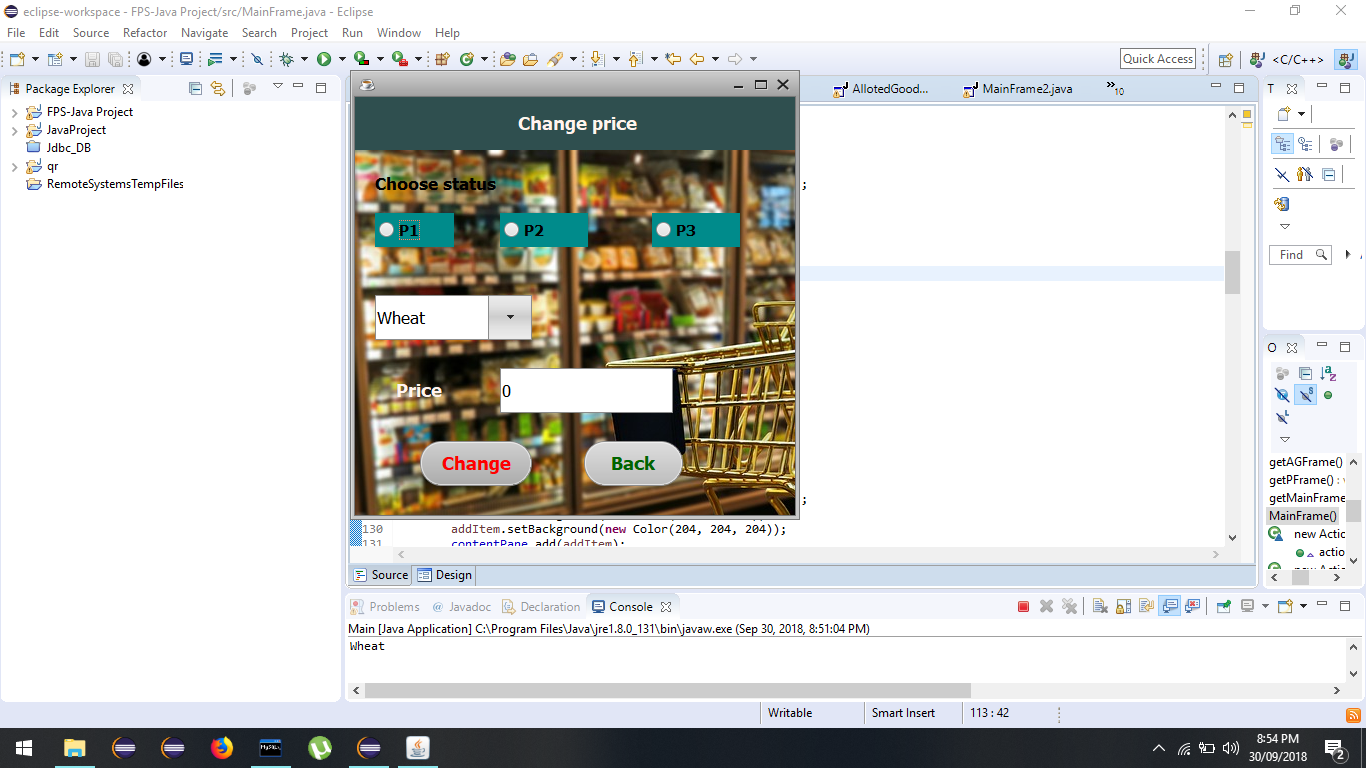 eclipse-workspace - FPS-Java Project/src/MainFrame.java - Eclipse
File Edit Source Refactor Navigate Search Project Run Window Help
Quick Access
<C/C++>
Package Explorer
FPS-Java Project
JavaProject
Jdbc_DB
qr
RemoteSystemsTempFiles
AllotedGood...
MainFrame2.java
10
T
Change price
Choose status
;
P1 P2 P3
Wheat
Price 0
Change Back
;
130 addItem.setBackground(new Color(204, 204, 204));
131 contentPane.add(addItem);
Find
O
getAGFrame()
getPFrame() :
getMainFrame
MainFrame()
new Actio
actio
Source Design
Problems Javadoc Declaration Console
Main [Java Application] C:\Program Files\Java\jre1.8.0_131\bin\javaw.exe (Sep 30, 2018, 8:51:04 PM)
Wheat
Writable Smart Insert 113 : 42
MySQL
8:54 PM
30/09/2018
2